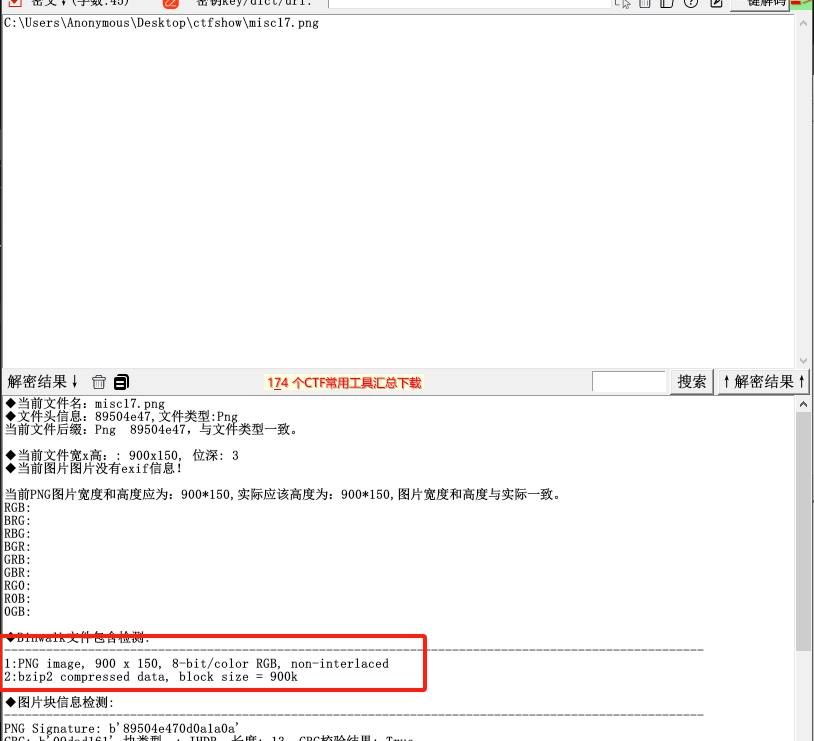 密文↓(字数:45) 密钥key/dict/url: 一键解码
C:\Users\Anonymous\Desktop\ctfshow\misc17.png
解密结果↓ 174 个CTF常用工具汇总下载 搜索 ↑解密结果↑
◆当前文件名: misc17.png
◆文件头信息: 89504e47,文件类型:Png
当前文件后缀: Png 89504e47, 与文件类型一致。
◆当前文件宽x高: : 900x150, 位深: 3
◆当前图片图片没有exif信息!
当前PNG图片宽度和高度应为: 900*150,实际应该高度为: 900*150,图片宽度和高度与实际一致。
RGB:
BRG:
RBG:
BGR:
GRB:
GBR:
RG0:
R0B:
0GB:
◆Binwalk文件包含检测:
1:PNG image, 900 x 150, 8-bit/color RGB, non-interlaced
2:bzip2 compressed data, block size = 900k
◆图片块信息检测:
PNG Signature: b'89504e470d0a1a0a'
CRC: b'09dad161' 块类型 : IHDR 长度: 13 CRC校验结果: True